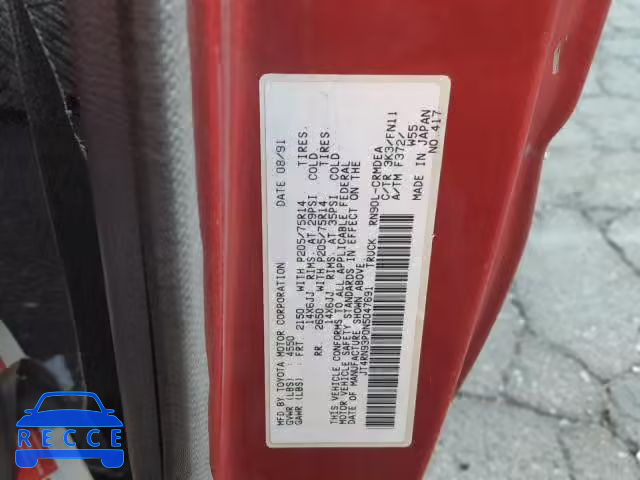 MFD BY TOYOTA MOTOR CORPORATION DATE 08/91
GVWR (LBS) : 4550
GAWR (LBS) : FRT. 2150 WITH P205/75R14 TIRES,
14X6JJ RIMS, AT 29PSI COLD
RR. 2650 WITH P205/75R14 TIRES,
14X6JJ RIMS, AT 35PSI COLD
THIS VEHICLE CONFORMS TO ALL APPLICABLE FEDERAL
MOTOR VEHICLE SAFETY STANDARDS IN EFFECT ON THE
DATE OF MANUFACTURE SHOWN ABOVE.
JT4RN93PDN5047691 TRUCK RN90L-CRMDEA
C/TR 3K3/FN11
A/TM F372/W55
MADE IN JAPAN
NO.417
RECCE